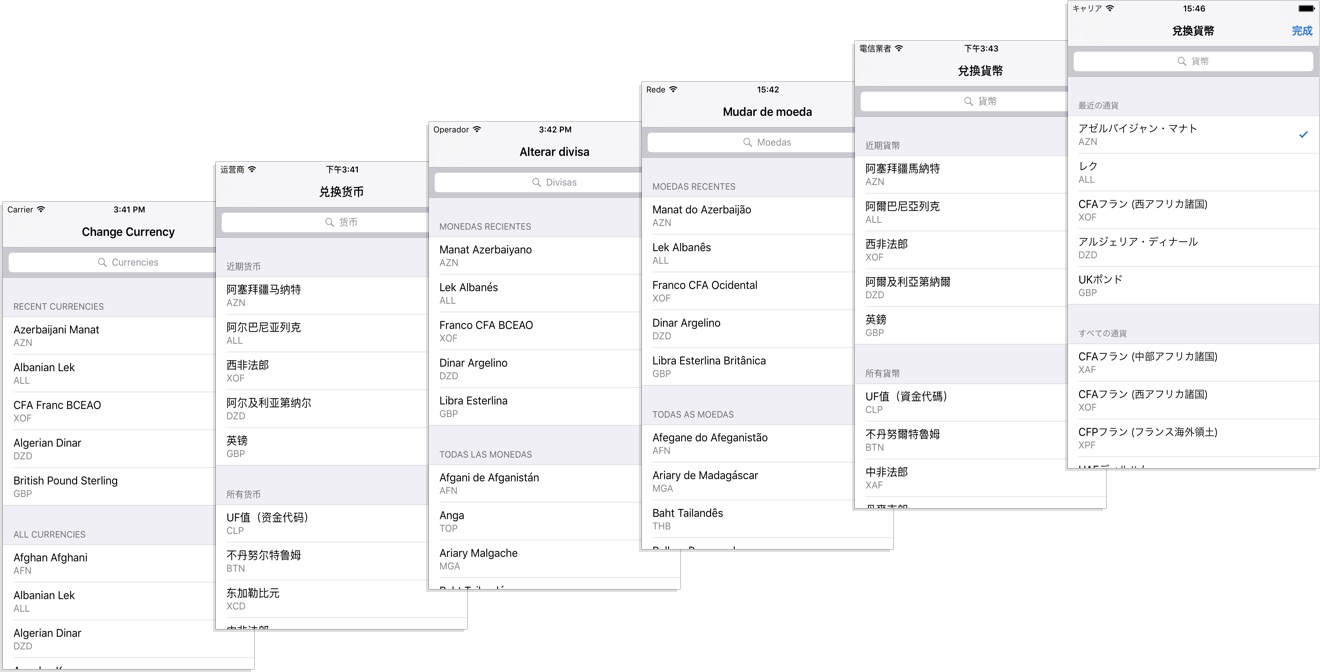 Carrier 3:41 PM
Change Currency
Currencies
RECENT CURRENCIES
Azerbaijani Manat
AZN
Albanian Lek
ALL
CFA Franc BCEAO
XOF
Algerian Dinar
DZD
British Pound Sterling
GBP
ALL CURRENCIES
Afghan Afghani
AFN
Albanian Lek
ALL
Algerian Dinar
DZD
运营商 下午3:41
兑换货币
货币
近期货币
阿塞拜疆马纳特
AZN
阿尔巴尼亚列克
ALL
西非法郎
XOF
阿尔及利亚第纳尔
DZD
英镑
GBP
所有货币
UF值（资金代码）
CLP
不丹努尔特鲁姆
BTN
东加勒比元
XCD
中非法郎
Operador 3:42 PM
Alterar divisa
Divisas
MONEDAS RECIENTES
Manat Azerbaiyano
AZN
Lek Albanés
ALL
Franco CFA BCEAO
XOF
Dinar Argelino
DZD
Libra Esterlina
GBP
TODAS LAS MONEDAS
Afgani de Afganistán
AFN
Anga
TOP
Ariary Malgache
MGA
Rede 15:42
Mudar de moeda
Moedas
MOEDAS RECENTES
Manat do Azerbaijão
AZN
Lek Albanês
ALL
Franco CFA Ocidental
XOF
Dinar Argelino
DZD
Libra Esterlina Britânica
GBP
TODAS AS MOEDAS
Afegane do Afeganistão
AFN
Ariary de Madagáscar
MGA
Baht Tailandês
THB
電信業者 下午3:43
兌換貨幣
貨幣
近期貨幣
阿塞拜疆馬納特
AZN
阿爾巴尼亞列克
ALL
西非法郎
XOF
阿爾及利亞第納爾
DZD
英鎊
GBP
所有貨幣
UF值（資金代碼）
CLP
不丹努爾特魯姆
BTN
中非法郎
XAF
キャリア 15:46
兌換貨幣 完成
貨幣
最近の通貨
アゼルバイジャン・マナト
AZN
レク
ALL
CFAフラン (西アフリカ諸国)
XOF
アルジェリア・ディナール
DZD
UKポンド
GBP
すべての通貨
CFAフラン (中部アフリカ諸国)
XAF
CFAフラン (西アフリカ諸国)
XOF
CFPフラン (フランス海外領土)
XPF